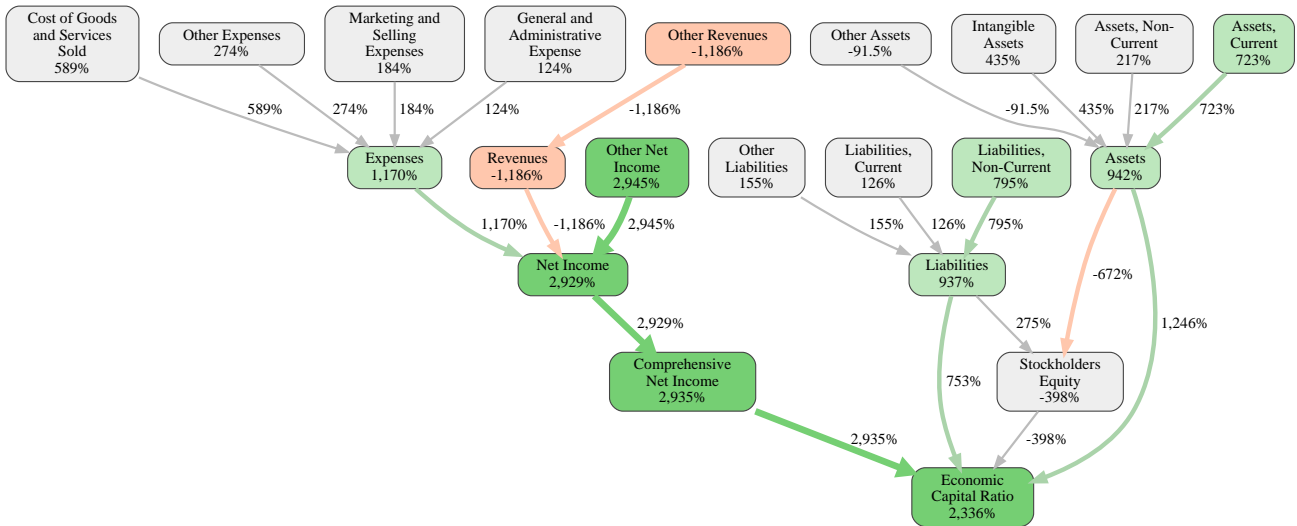 Cost of Goods
and Services
Sold
589%
Other Expenses
274%
Marketing and
Selling
Expenses
184%
General and
Administrative
Expense
124%
Other Revenues
-1,186%
Other Assets
-91.5%
Intangible
Assets
435%
Assets, Non-
Current
217%
Assets,
Current
723%
589%
274%
184%
124%
-1,186%
-91.5%
435%
217%
723%
Expenses
1,170%
Revenues
-1,186%
Other Net
Income
2,945%
Other
Liabilities
155%
Liabilities,
Current
126%
Liabilities,
Non-Current
795%
Assets
942%
1,170%
-1,186%
2,945%
155%
126%
795%
Net Income
2,929%
Liabilities
937%
-672%
2,929%
275%
1,246%
Comprehensive
Net Income
2,935%
753%
Stockholders
Equity
-398%
2,935%
-398%
Economic
Capital Ratio
2,336%